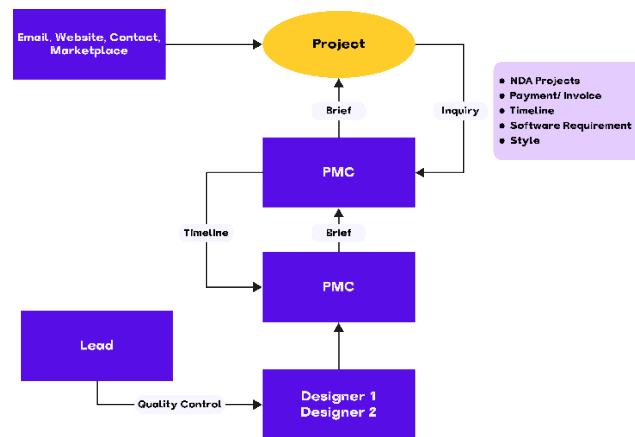 Email, Website, Contact,
Marketplace
Project
NDA Projects
Payment/ Invoice
Timeline
Software Requirement
Style
Brief
Inquiry
PMC
Timeline
Brief
PMC
Lead
Quality Control
Designer 1
Designer 2